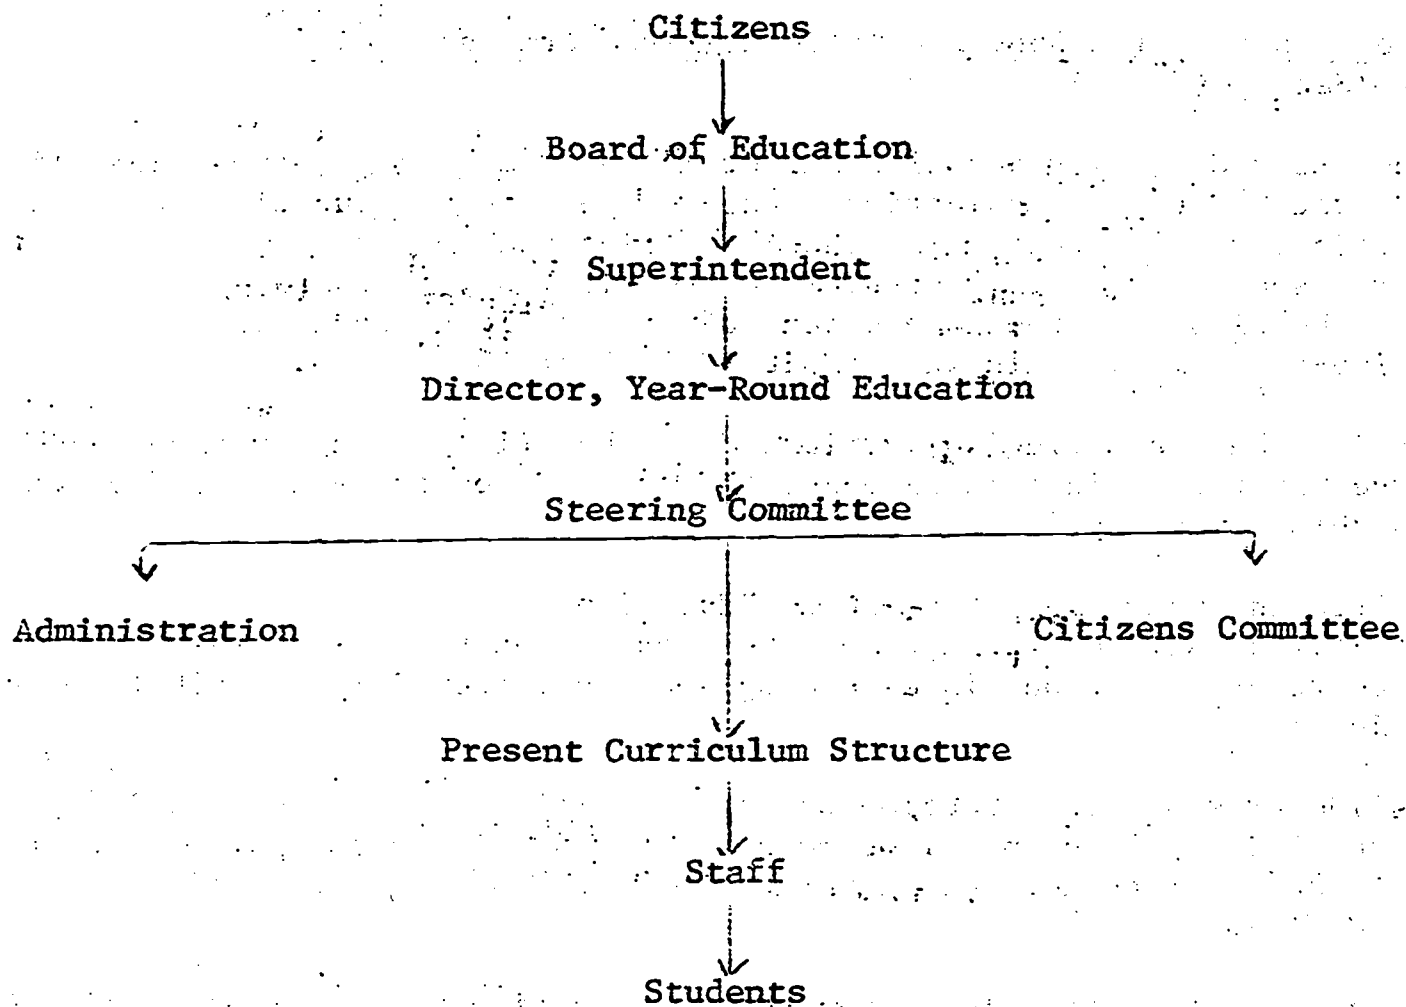 Citizens
Board of Education
Superintendent
Director, Year-Round Education
Steering Committee
Administration
Citizens Committee
Present Curriculum Structure
Staff
Students